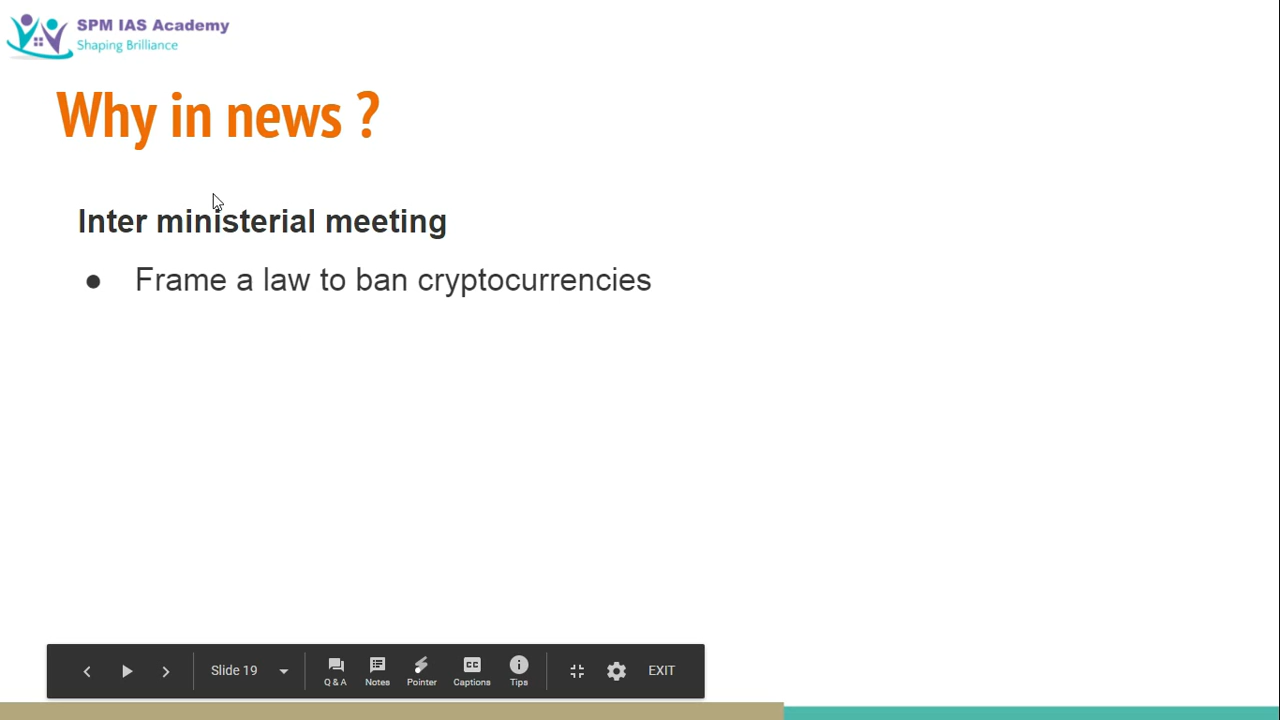 SPM IAS Academy
Shaping Brilliance
Why in news ?
Inter ministerial meeting
● Frame a law to ban cryptocurrencies
Slide 19
Q & A Notes Pointer Captions Tips
EXIT